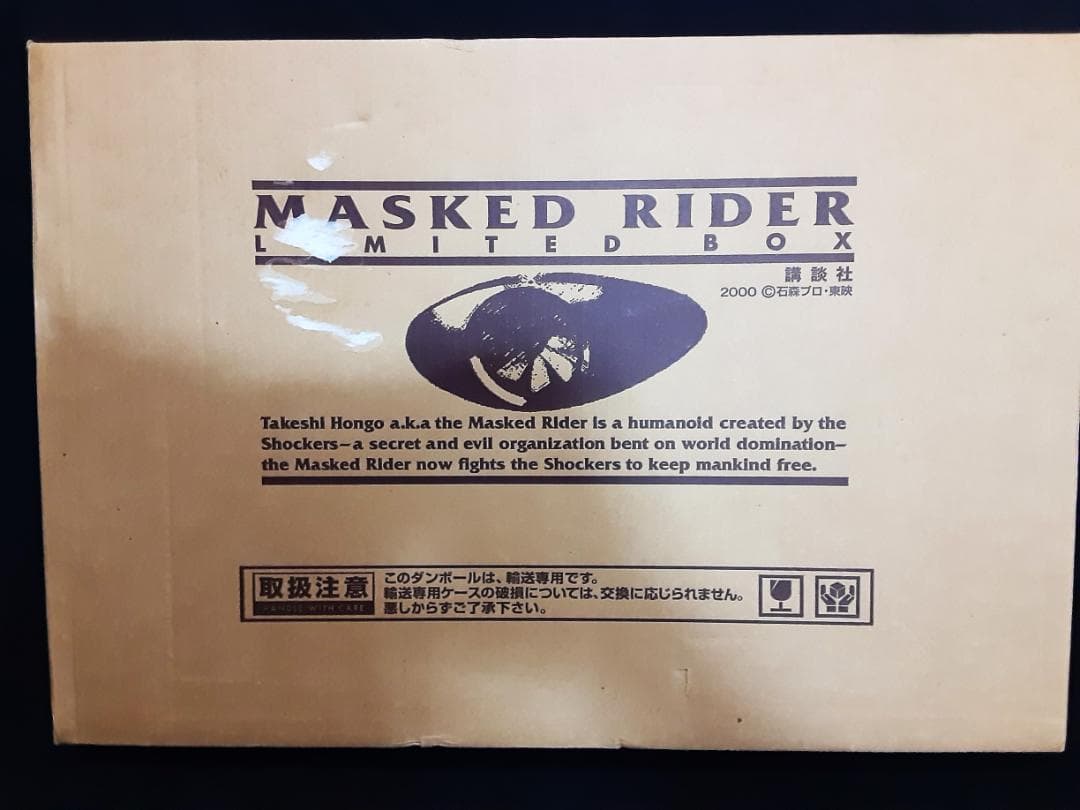 MASKED RIDER
LIMITED BOX
講談社
2000 ©石森プロ・東映
Takeshi Hongo a.k.a the Masked Rider is a humanoid created by the
Shockers—a secret and evil organization bent on world domination—
the Masked Rider now fights the Shockers to keep mankind free.
取扱注意
HANDLE WITH CARE
このダンボールは、輸送専用です。
輸送専用ケースの破損については、交換に応じられません。
悪しからずご了承下さい。